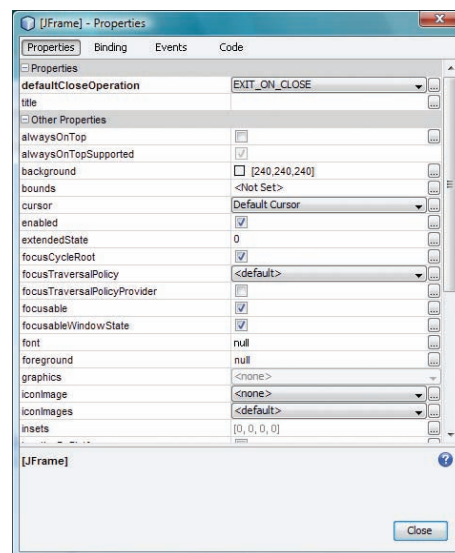 [JFrame] - Properties
Properties Binding Events Code
Properties
defaultCloseOperation EXIT_ON_CLOSE ...
title ...
Other Properties
alwaysOnTop ...
alwaysOnTopSupported
background [240,240,240] ...
bounds <Not Set> ...
cursor Default Cursor ...
enabled ...
extendedState 0 ...
focusCycleRoot ...
focusTraversalPolicy <default> ...
focusTraversalPolicyProvider ...
focusable ...
focusableWindowState ...
font null ...
foreground null ...
graphics <none>
iconImage <none> ...
iconImages <default> ...
insets [0, 0, 0, 0] ...
[JFrame]
Close